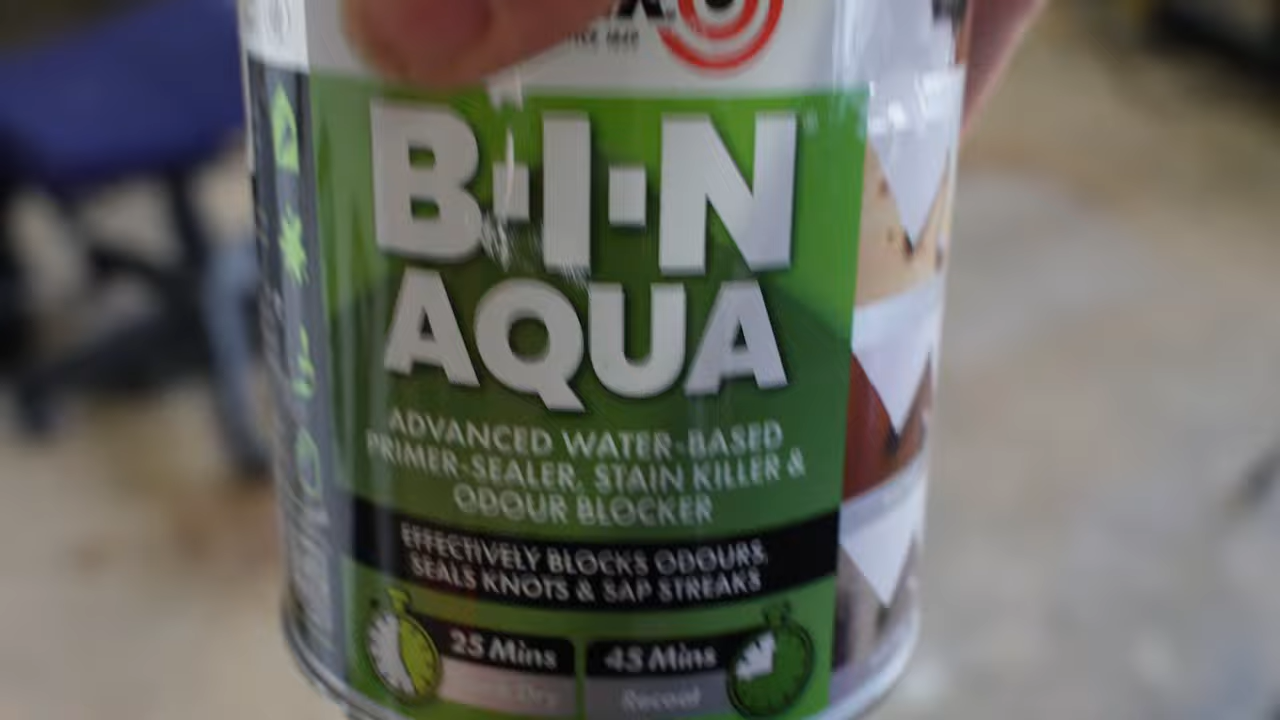 B·I·N
AQUA
ADVANCED WATER-BASED
PRIMER-SEALER, STAIN KILLER &
ODOUR BLOCKER
EFFECTIVELY BLOCKS ODOURS,
SEALS KNOTS & SAP STREAKS
25 Mins
45 Mins
Dry
Recoat